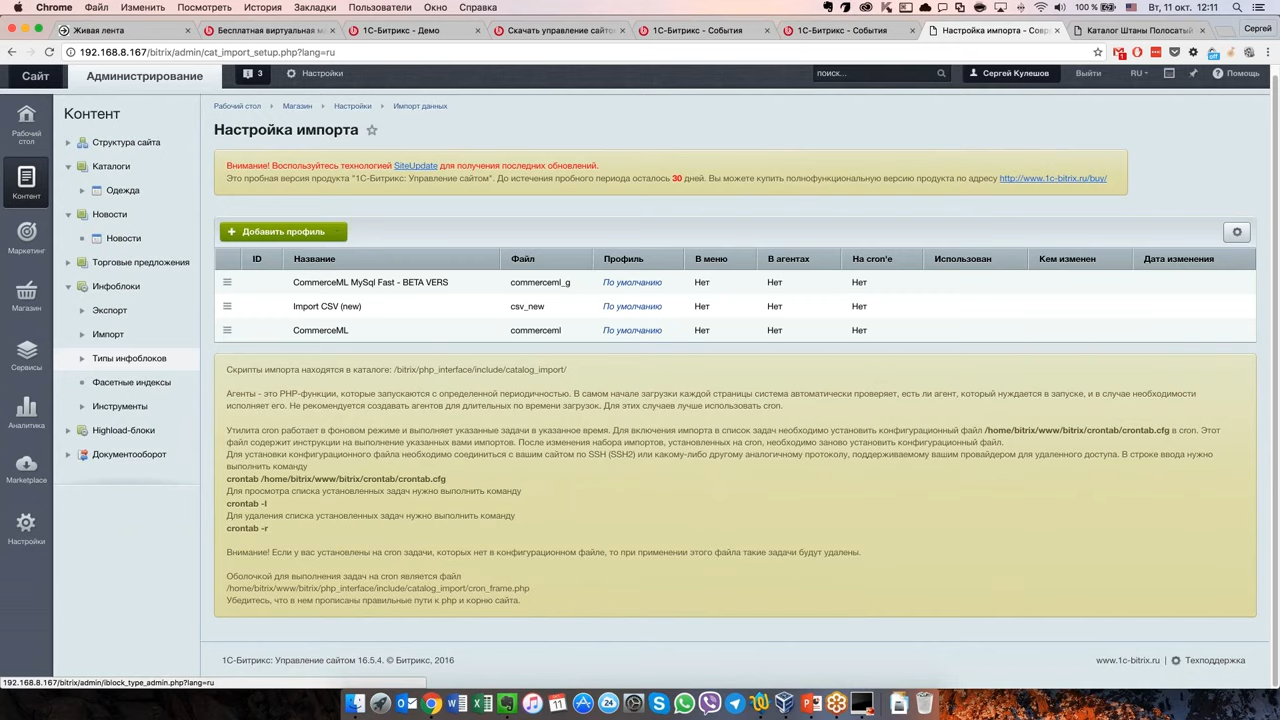 Chrome Файл Изменить Посмотреть История Закладки Пользователи Окно Справка 100 % Вт, 11 окт. 12:11
Живая лента
Бесплатная виртуальная м
1С-Битрикс - Демо
Скачать управление сайто
1С-Битрикс - События
1С-Битрикс - События
Настройка импорта - Совр
Каталог Штаны Полосатый
Сергей
192.168.8.167/bitrix/admin/cat_import_setup.php?lang=ru
Сайт Администрирование 3 Настройки поиск... Сергей Кулешов Выйти RU Помощь
Рабочий стол
Контент
Маркетинг
Магазин
Сервисы
Аналитика
Marketplace
Настройки
Контент
Структура сайта
Каталоги
Одежда
Новости
Новости
Торговые предложения
Инфоблоки
Экспорт
Импорт
Типы инфоблоков
Фасетные индексы
Инструменты
Highload-блоки
Документооборот
Рабочий стол Магазин Настройки Импорт данных
Настройка импорта
Внимание! Воспользуйтесь технологией SiteUpdate для получения последних обновлений.
Это пробная версия продукта "1С-Битрикс: Управление сайтом". До истечения пробного периода осталось 30 дней. Вы можете купить полнофункциональную версию продукта по адресу http://www.1c-bitrix.ru/buy/
+ Добавить профиль
ID Название Файл Профиль В меню В агентах На cron'е Использован Кем изменен Дата изменения
CommerceML MySql Fast - BETA VERS commerceml_g По умолчанию Нет Нет Нет
Import CSV (new) csv_new По умолчанию Нет Нет Нет
CommerceML commerceml По умолчанию Нет Нет Нет
Скрипты импорта находятся в каталоге: /bitrix/php_interface/include/catalog_import/
Агенты - это PHP-функции, которые запускаются с определенной периодичностью. В самом начале загрузки каждой страницы система автоматически проверяет, есть ли агент, который нуждается в запуске, и в случае необходимости
исполняет его. Не рекомендуется создавать агентов для длительных по времени загрузок. Для этих случаев лучше использовать cron.
Утилита cron работает в фоновом режиме и выполняет указанные задачи в указанное время. Для включения импорта в список задач необходимо установить конфигурационный файл /home/bitrix/www/bitrix/crontab/crontab.cfg в cron. Этот
файл содержит инструкции на выполнение указанных вами импортов. После изменения набора импортов, установленных на cron, необходимо заново установить конфигурационный файл.
Для установки конфигурационного файла необходимо соединиться с вашим сайтом по SSH (SSH2) или какому-либо другому аналогичному протоколу, поддерживаемому вашим провайдером для удаленного доступа. В строке ввода нужно
выполнить команду
crontab /home/bitrix/www/bitrix/crontab/crontab.cfg
Для просмотра списка установленных задач нужно выполнить команду
crontab -l
Для удаления списка установленных задач нужно выполнить команду
crontab -r
Внимание! Если у вас установлены на cron задачи, которых нет в конфигурационном файле, то при применении этого файла такие задачи будут удалены.
Оболочкой для выполнения задач на cron является файл
/home/bitrix/www/bitrix/php_interface/include/catalog_import/cron_frame.php
Убедитесь, что в нем прописаны правильные пути к php и корню сайта.
1С-Битрикс: Управление сайтом 16.5.4. © Битрикс, 2016 www.1c-bitrix.ru Техподдержка
192.168.8.167/bitrix/admin/iblock_type_admin.php?lang=ru